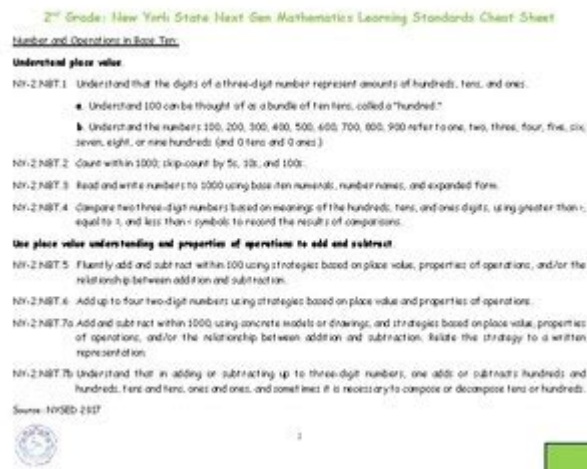 2nd Grade: New York State Next Gen Mathematics Learning Standards Cheat Sheet
Number and Operations in Base Ten:
Understand place value.
NY-2.NBT.1 Understand that the digits of a three-digit number represent amounts of hundreds, tens, and ones.
a. Understand 100 can be thought of as a bundle of ten tens, called a "hundred."
b. Understand the numbers 100, 200, 300, 400, 500, 600, 700, 800, 900 refer to one, two, three, four, five, six,
seven, eight, or nine hundreds (and 0 tens and 0 ones.)
NY-2.NBT.2 Count within 1000; skip-count by 5s, 10s, and 100s.
NY-2.NBT.3 Read and write numbers to 1000 using base-ten numerals, number names, and expanded form.
NY-2.NBT.4 Compare two three-digit numbers based on meanings of the hundreds, tens, and ones digits, using greater than >,
equal to =, and less than < symbols to record the results of comparisons.
Use place value understanding and properties of operations to add and subtract.
NY-2.NBT.5 Fluently add and subtract within 100 using strategies based on place value, properties of operations, and/or the
relationship between addition and subtraction.
NY-2.NBT.6 Add up to four two-digit numbers using strategies based on place value and properties of operations.
NY-2.NBT.7a Add and subtract within 1000, using concrete models or drawings, and strategies based on place value, properties
of operations, and/or the relationship between addition and subtraction. Relate the strategy to a written
representation.
NY-2.NBT.7b Understand that in adding or subtracting up to three-digit numbers, one adds or subtracts hundreds and
hundreds, tens and tens, ones and ones, and sometimes it is necessary to compose or decompose tens or hundreds.
Source: NYSED 2017